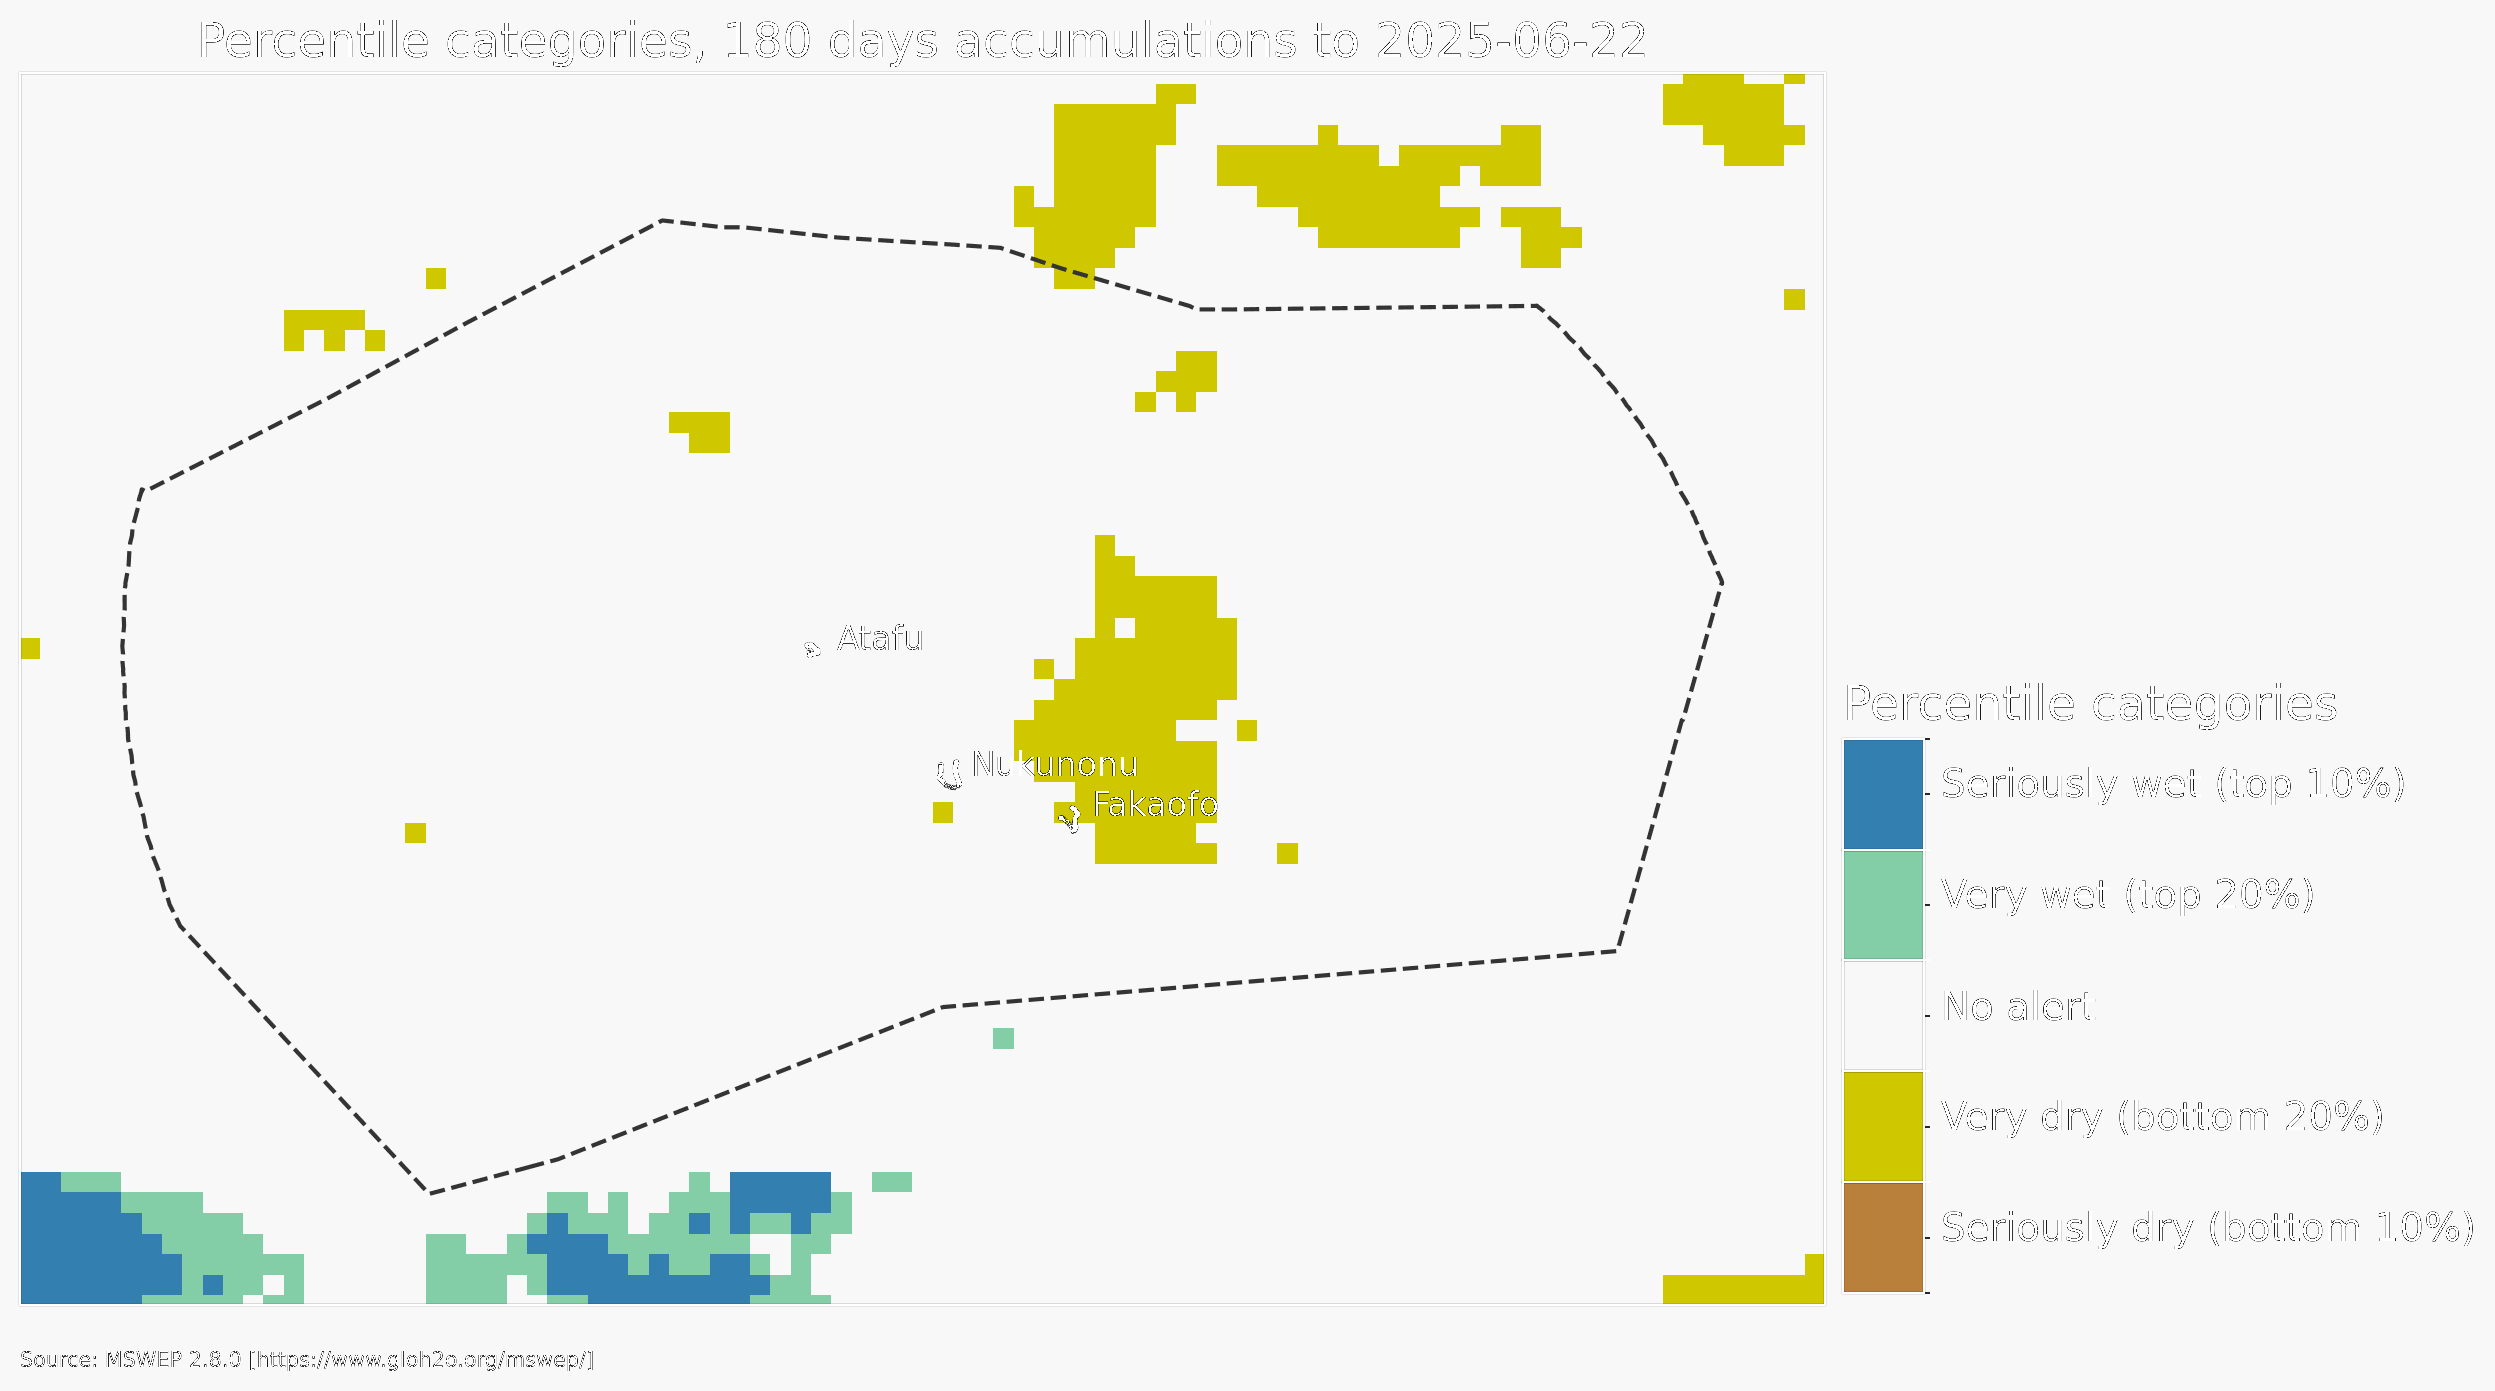 Percentile categories, 180 days accumulations to 2025-06-22
Atafu
Nukunonu
Fakaofo
Percentile categories
Seriously wet (top 10%)
Very wet (top 20%)
No alert
Very dry (bottom 20%)
Seriously dry (bottom 10%)
Source: MSWEP 2.8.0 [https://www.gloh2o.org/mswep/]